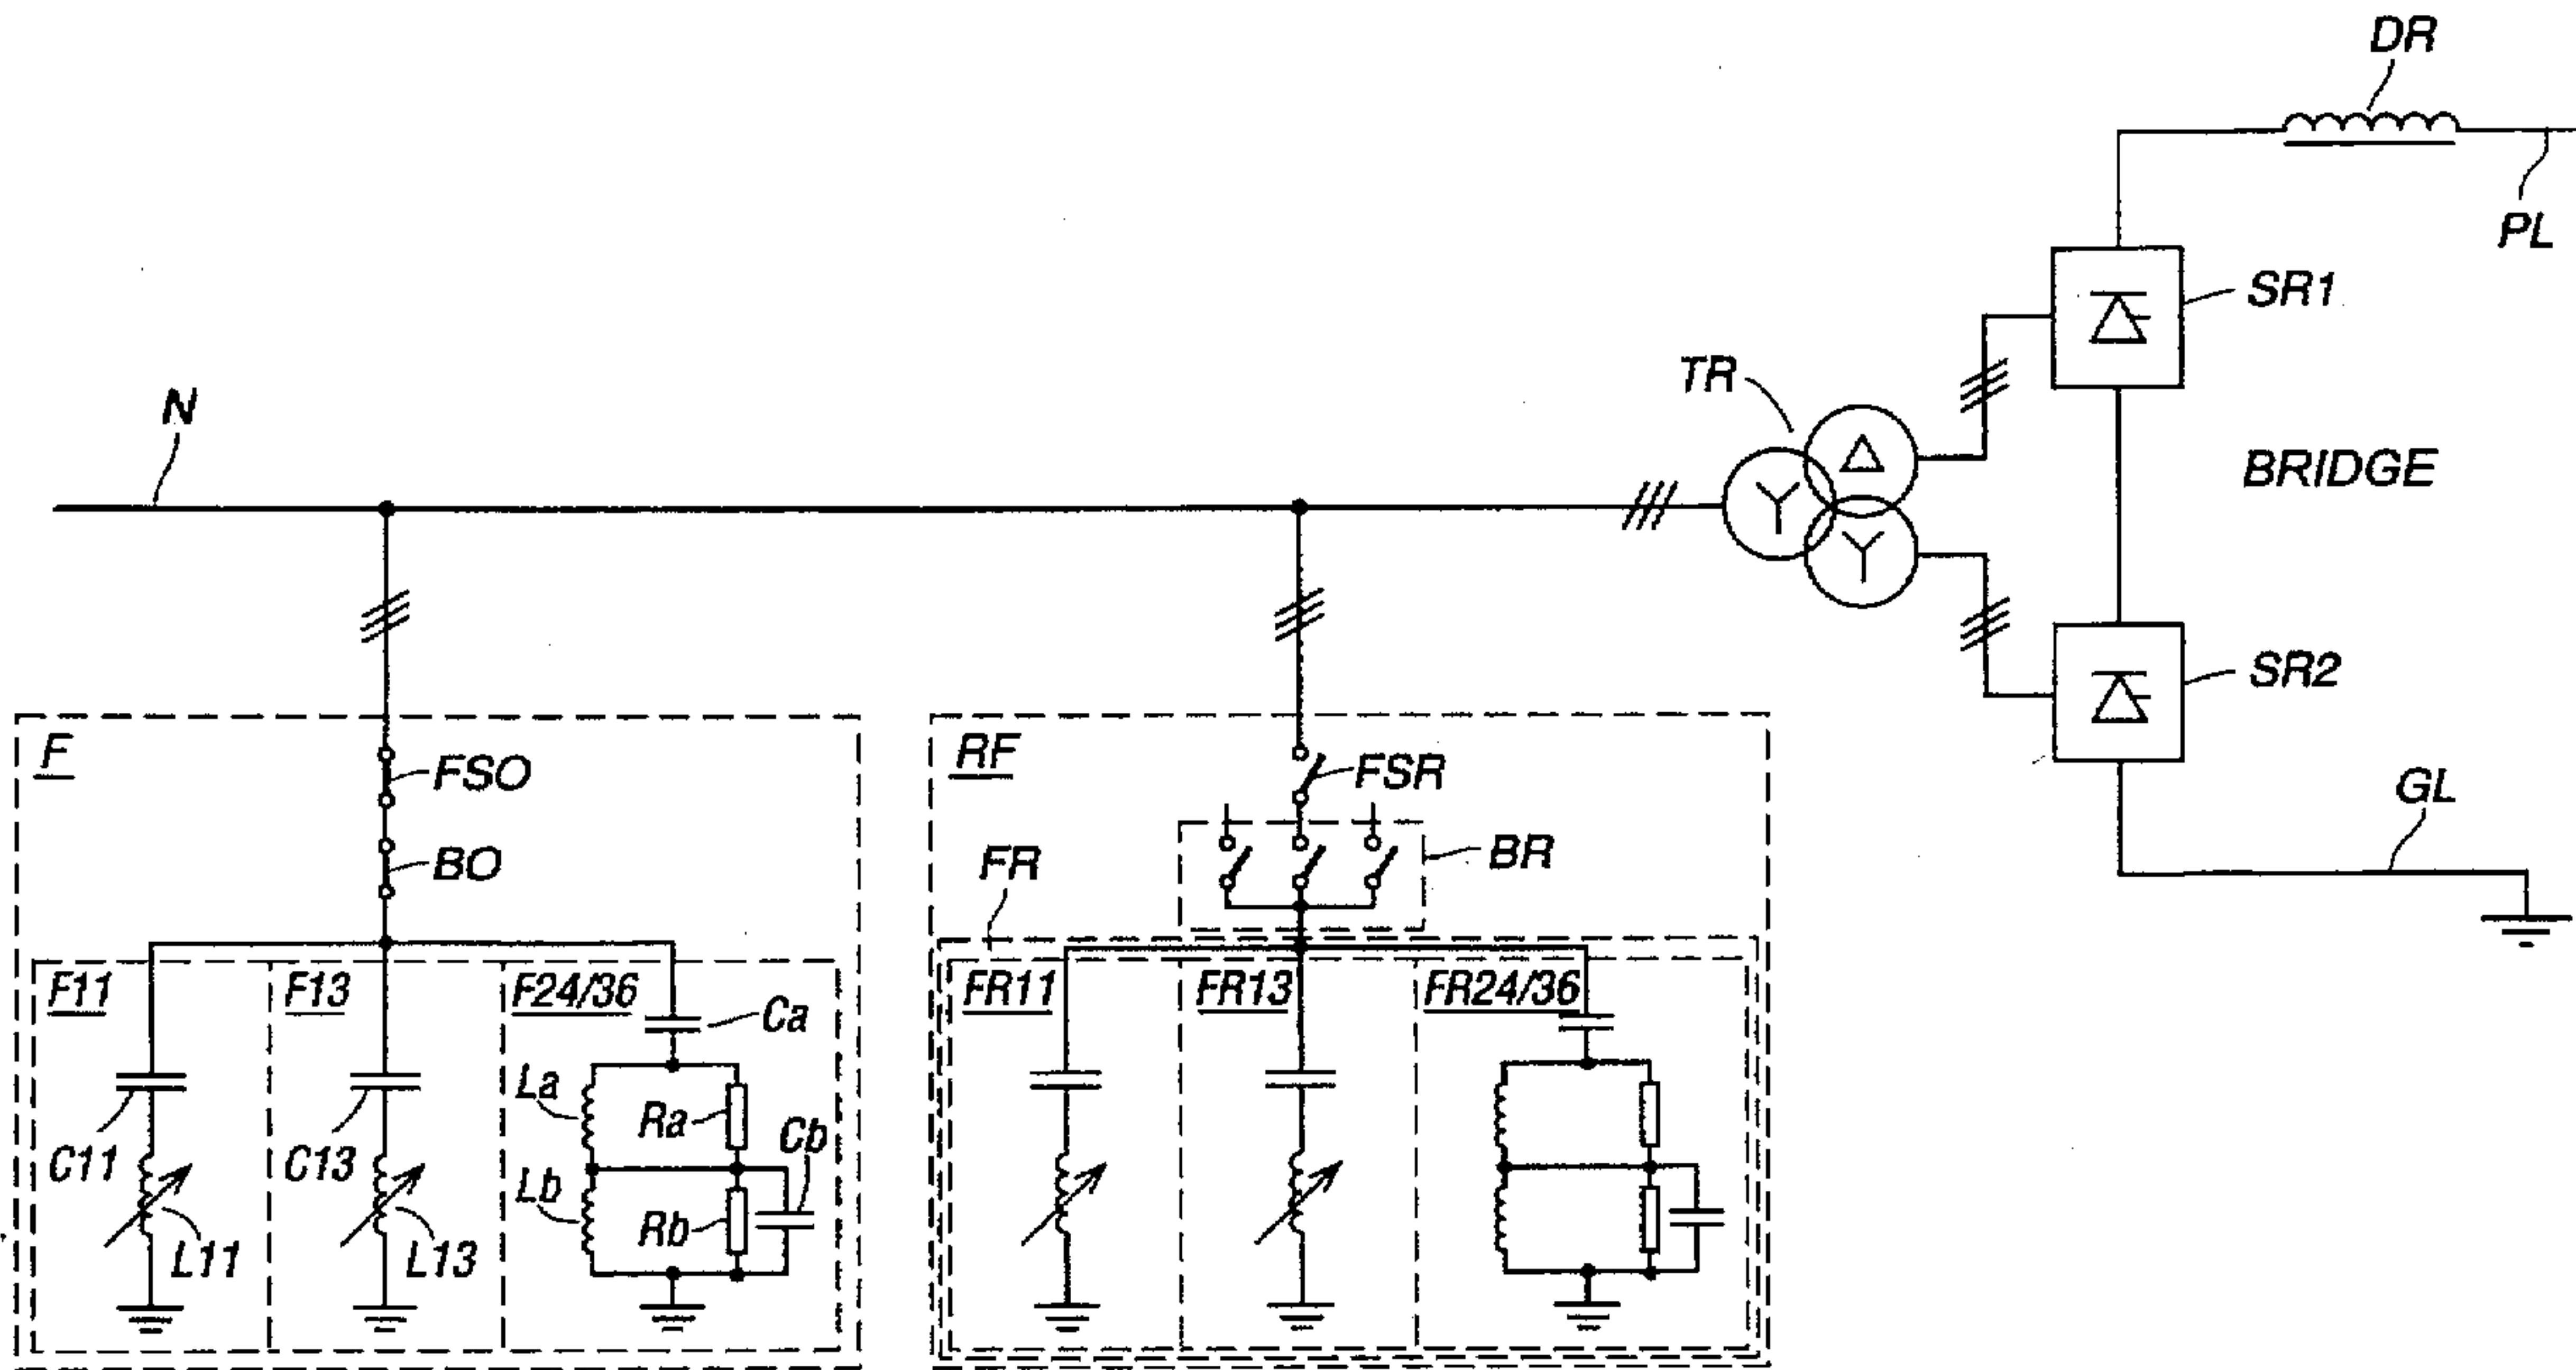 DR
PL
SR1
TR
N
BRIDGE
SR2
F
FSO
RF
FSR
GL
BO
FR
BR
F11
F13
F24/36
Ca
FR11
FR13
FR24/36
La
Ra
Cb
C11
C13
Lb
Rb
L11
L13